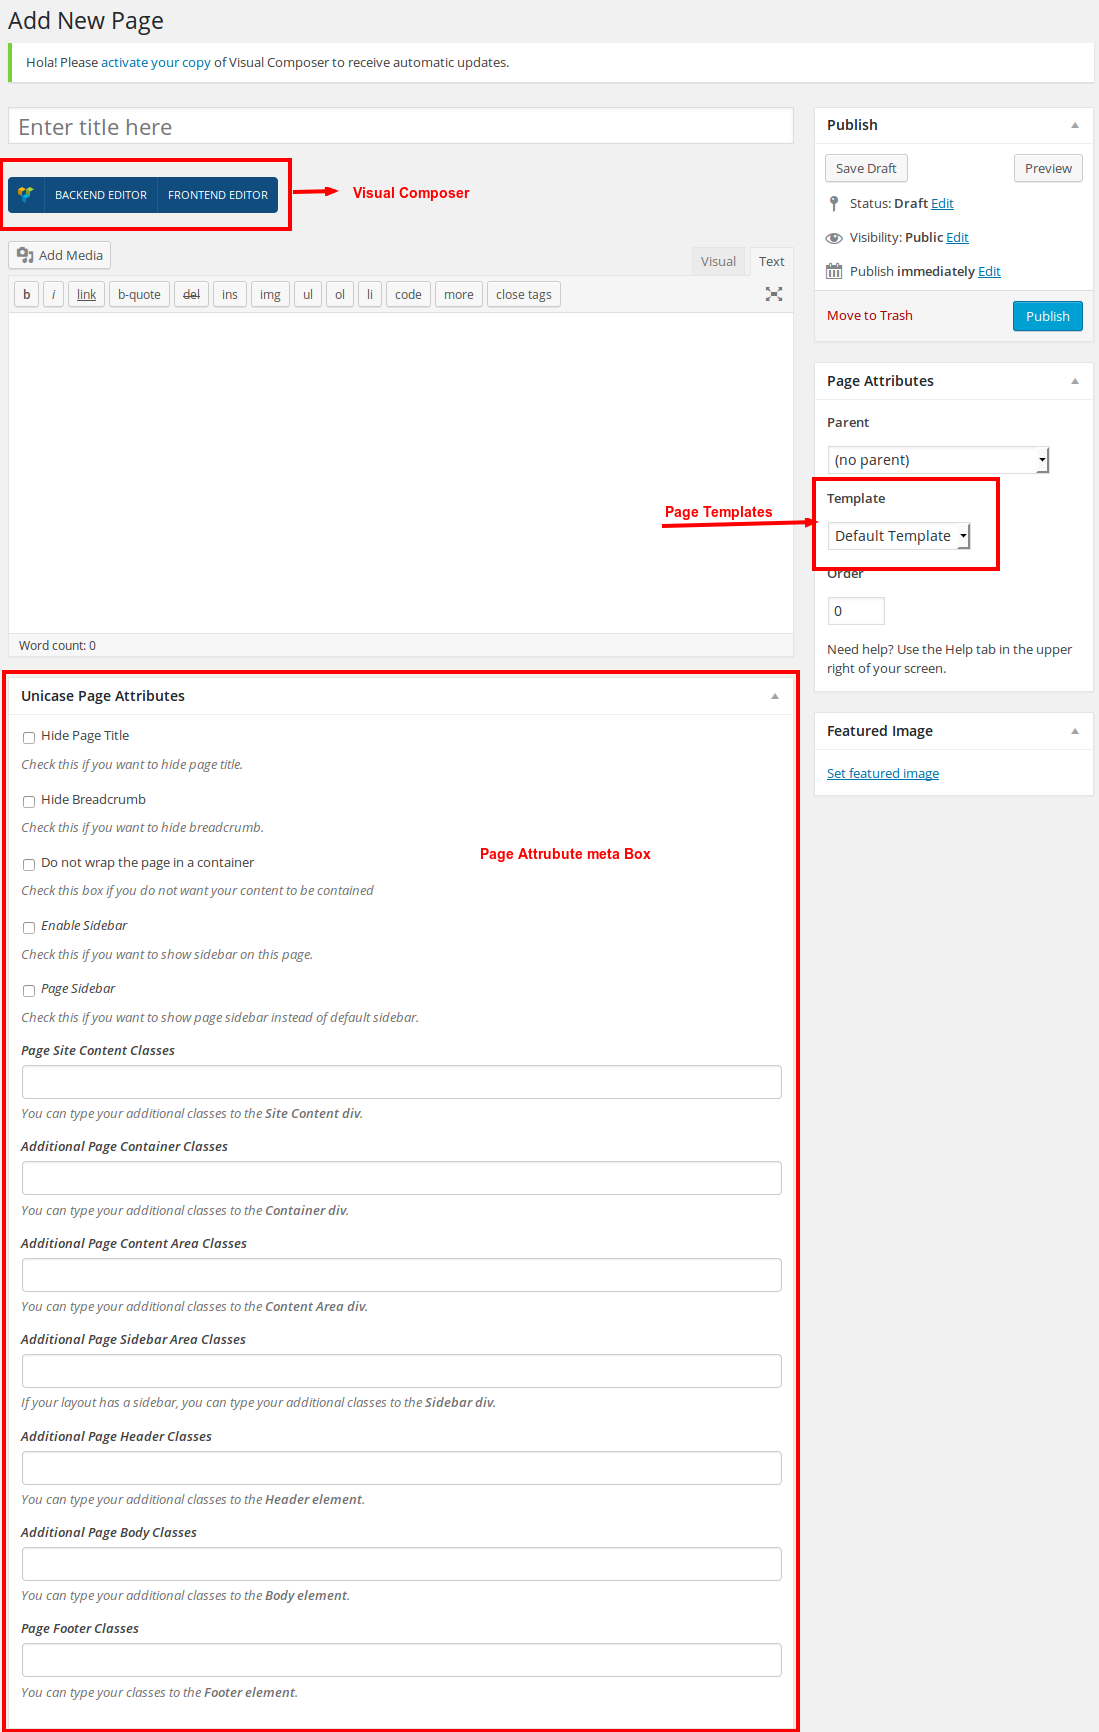 Add New Page
Hola! Please activate your copy of Visual Composer to receive automatic updates.
Enter title here
BACKEND EDITOR FRONTEND EDITOR
Visual Composer
Add Media
Visual Text
b i link b-quote del ins img ul ol li code more close tags
Word count: 0
Publish
Save Draft Preview
Status: Draft Edit
Visibility: Public Edit
Publish immediately Edit
Move to Trash Publish
Page Attributes
Parent
(no parent)
Page Templates
Template
Default Template
Order
0
Need help? Use the Help tab in the upper
right of your screen.
Featured Image
Set featured image
Unicase Page Attributes
Hide Page Title
Check this if you want to hide page title.
Hide Breadcrumb
Check this if you want to hide breadcrumb.
Page Attrubute meta Box
Do not wrap the page in a container
Check this box if you do not want your content to be contained
Enable Sidebar
Check this if you want to show sidebar on this page.
Page Sidebar
Check this if you want to show page sidebar instead of default sidebar.
Page Site Content Classes
You can type your additional classes to the Site Content div.
Additional Page Container Classes
You can type your additional classes to the Container div.
Additional Page Content Area Classes
You can type your additional classes to the Content Area div.
Additional Page Sidebar Area Classes
If your layout has a sidebar, you can type your additional classes to the Sidebar div.
Additional Page Header Classes
You can type your additional classes to the Header element.
Additional Page Body Classes
You can type your additional classes to the Body element.
Page Footer Classes
You can type your classes to the Footer element.